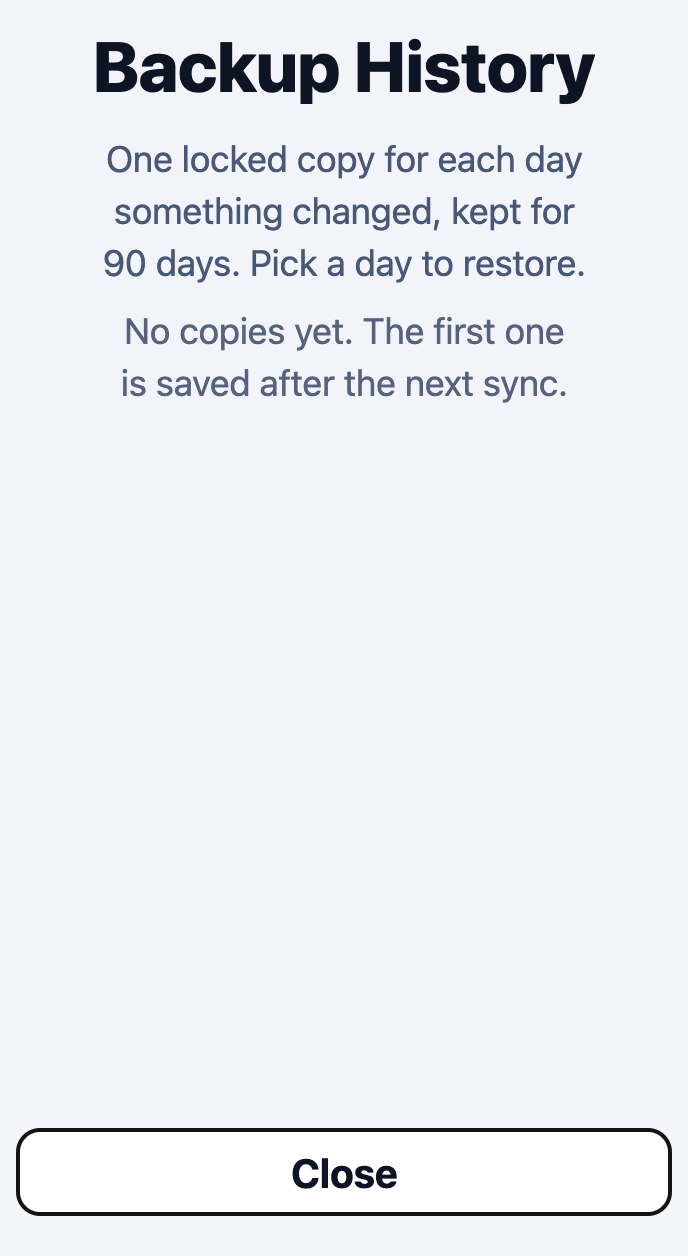 Backup History
One locked copy for each day
something changed, kept for
90 days. Pick a day to restore.
No copies yet. The first one
is saved after the next sync.
Close